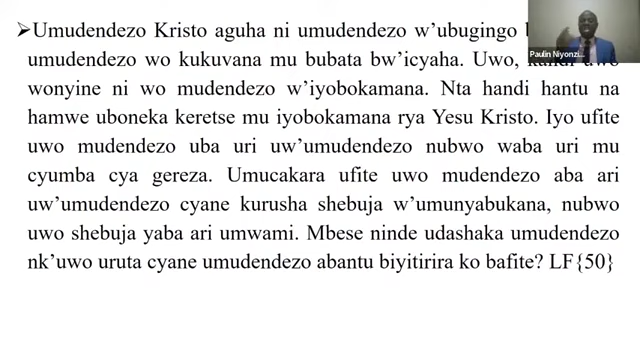 ➤Umudendezo Kristo aguha ni umudendezo w'ubugingo
umudendezo wo kukuvana mu bubata bw'icyaha. Uwo, kandi uwo
wonyine ni wo mudendezo w'iyobokamana. Nta handi hantu na
hamwe uboneka keretse mu iyobokamana rya Yesu Kristo. Iyo ufite
uwo mudendezo uba uri uw'umudendezo nubwo waba uri mu
cyumba cya gereza. Umucakara ufite uwo mudendezo aba ari
uw'umudendezo cyane kurusha shebuja w'umunyabukana, nubwo
uwo shebuja yaba ari umwami. Mbese ninde udashaka umudendezo
nk'uwo uruta cyane umudendezo abantu biyitirira ko bafite? LF{50}
Paulin Niyonzi...